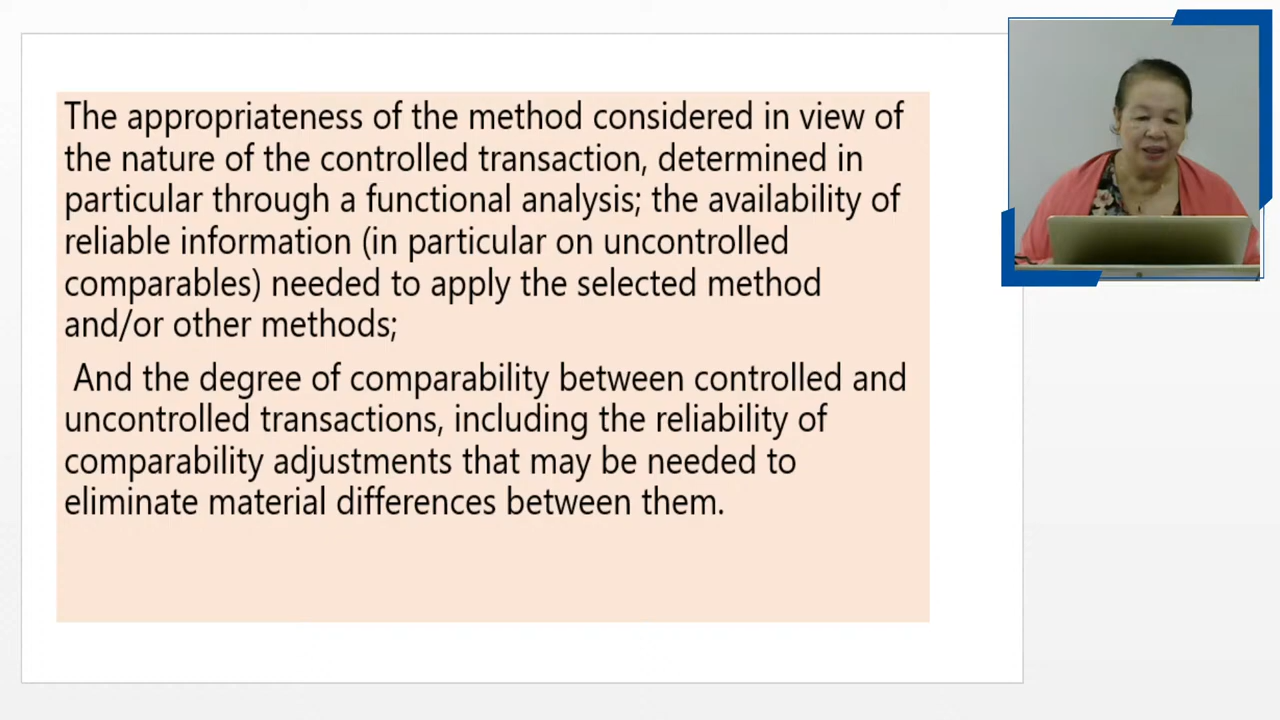 The appropriateness of the method considered in view of
the nature of the controlled transaction, determined in
particular through a functional analysis; the availability of
reliable information (in particular on uncontrolled
comparables) needed to apply the selected method
and/or other methods;
And the degree of comparability between controlled and
uncontrolled transactions, including the reliability of
comparability adjustments that may be needed to
eliminate material differences between them.